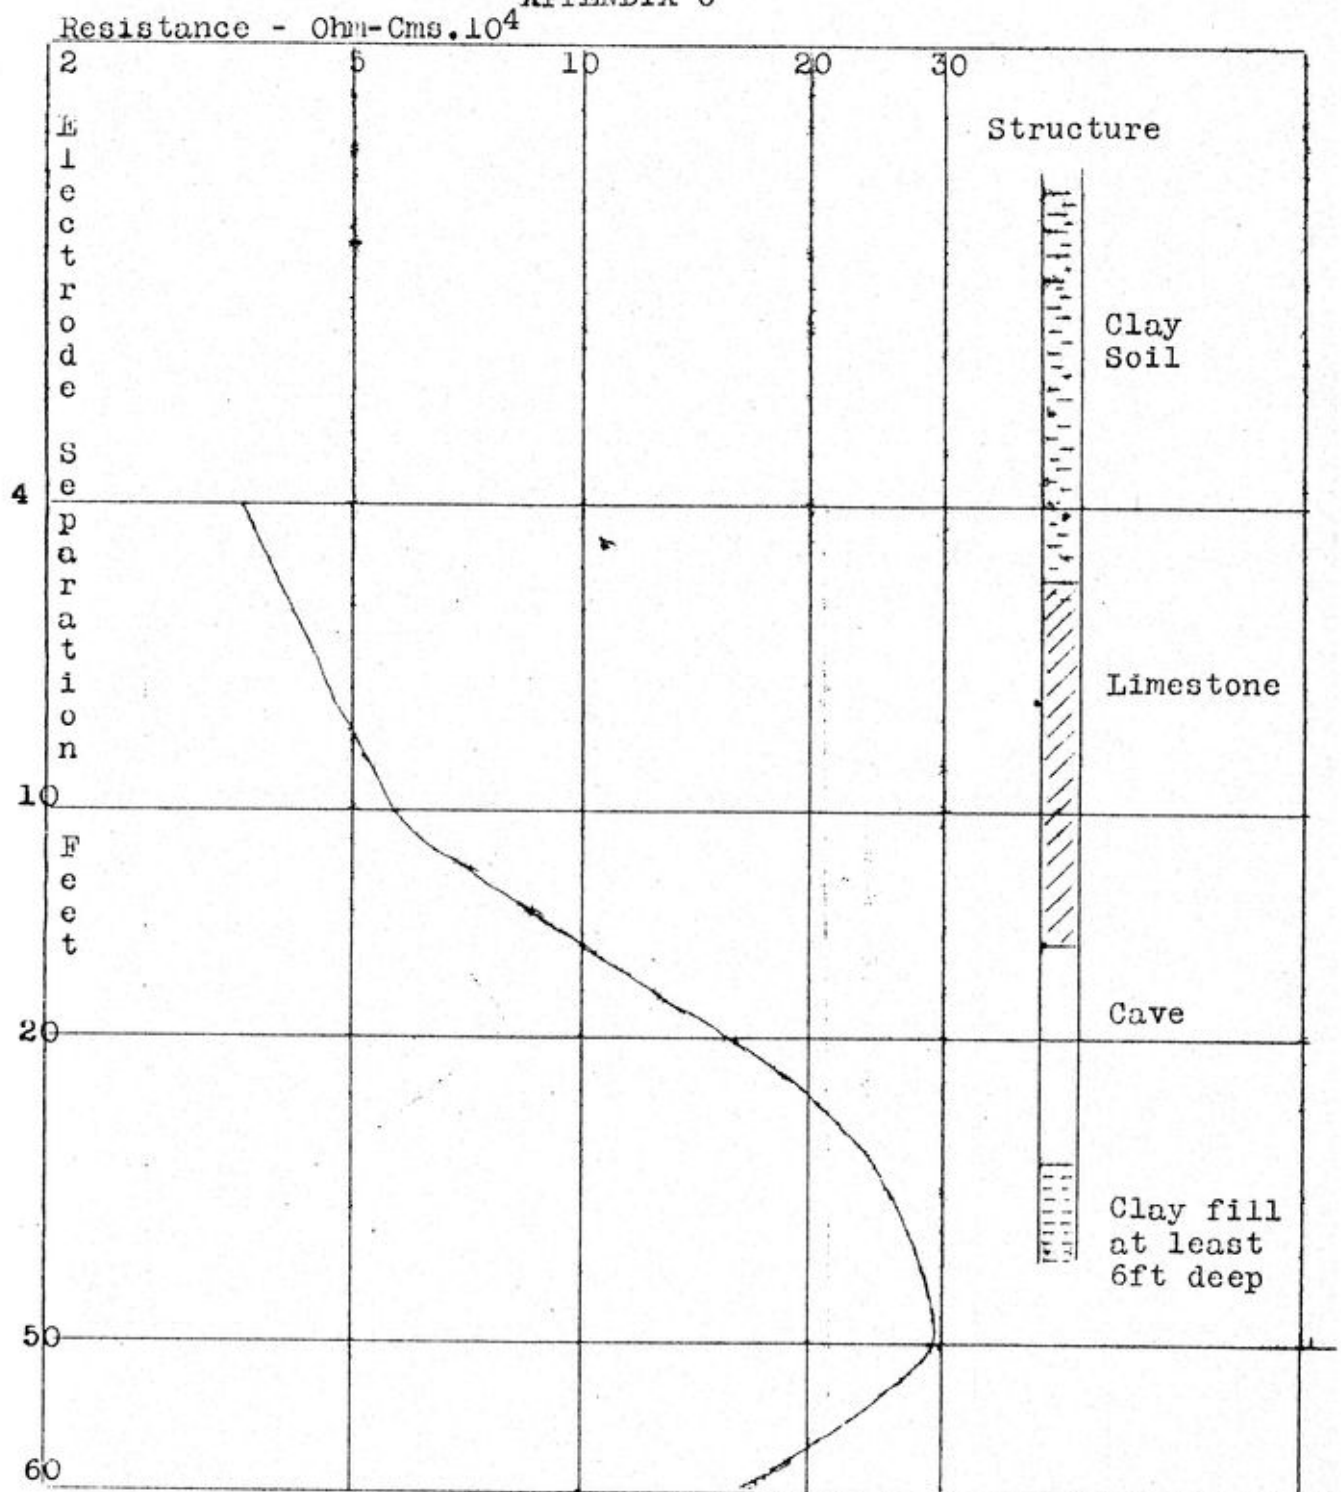 APPENDIX
Resistance - Ohm-Cms.10⁴
2 5 10 20 30
Electrode Separation Feet
Structure
Clay
Soil
4
Limestone
10
Cave
20
Clay fill
at least
6ft deep
50
60